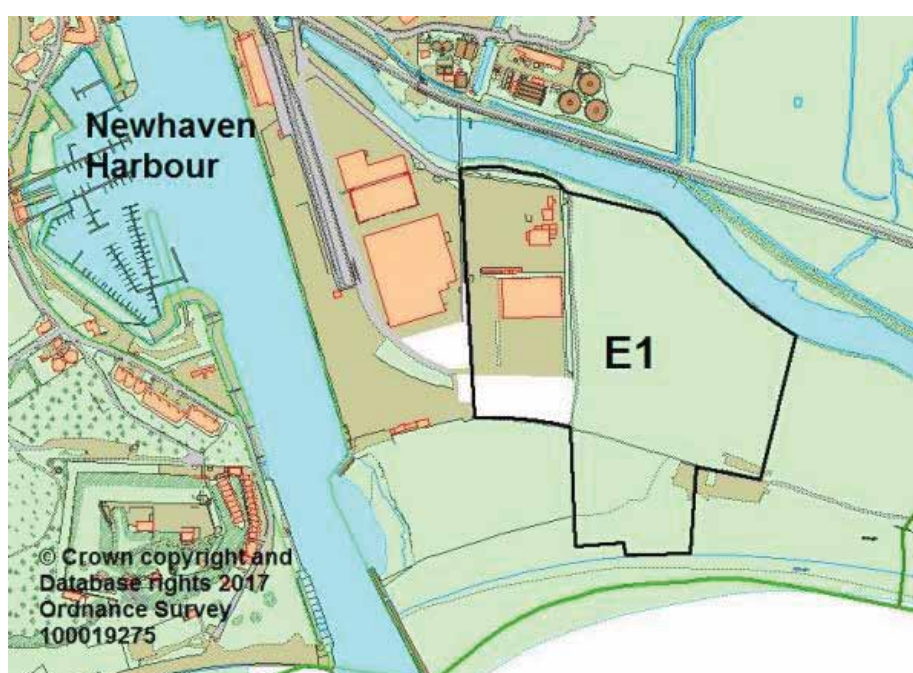 Newhaven
Harbour
E1
© Crown copyright and
Database rights 2017
Ordnance Survey
100019275